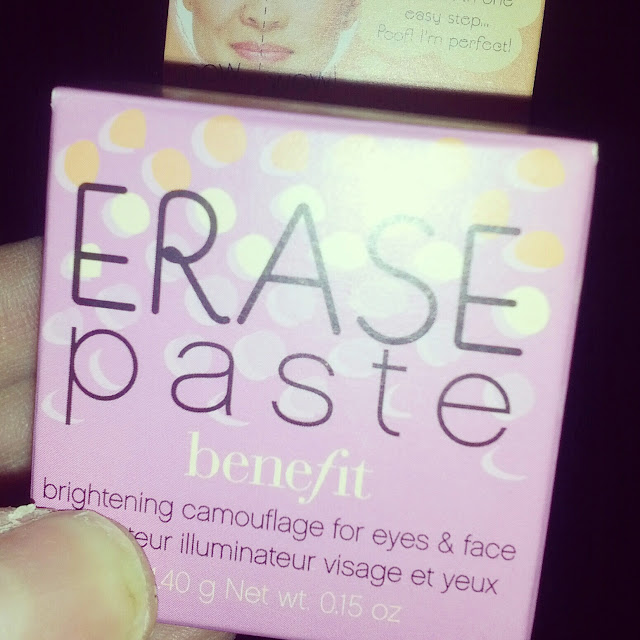 one
easy step...
Poof! I'm perfect!
ERASE
paste
benefit
brightening camouflage for eyes & face
illuminateur visage et yeux
.40 g Net wt. 0.15 oz